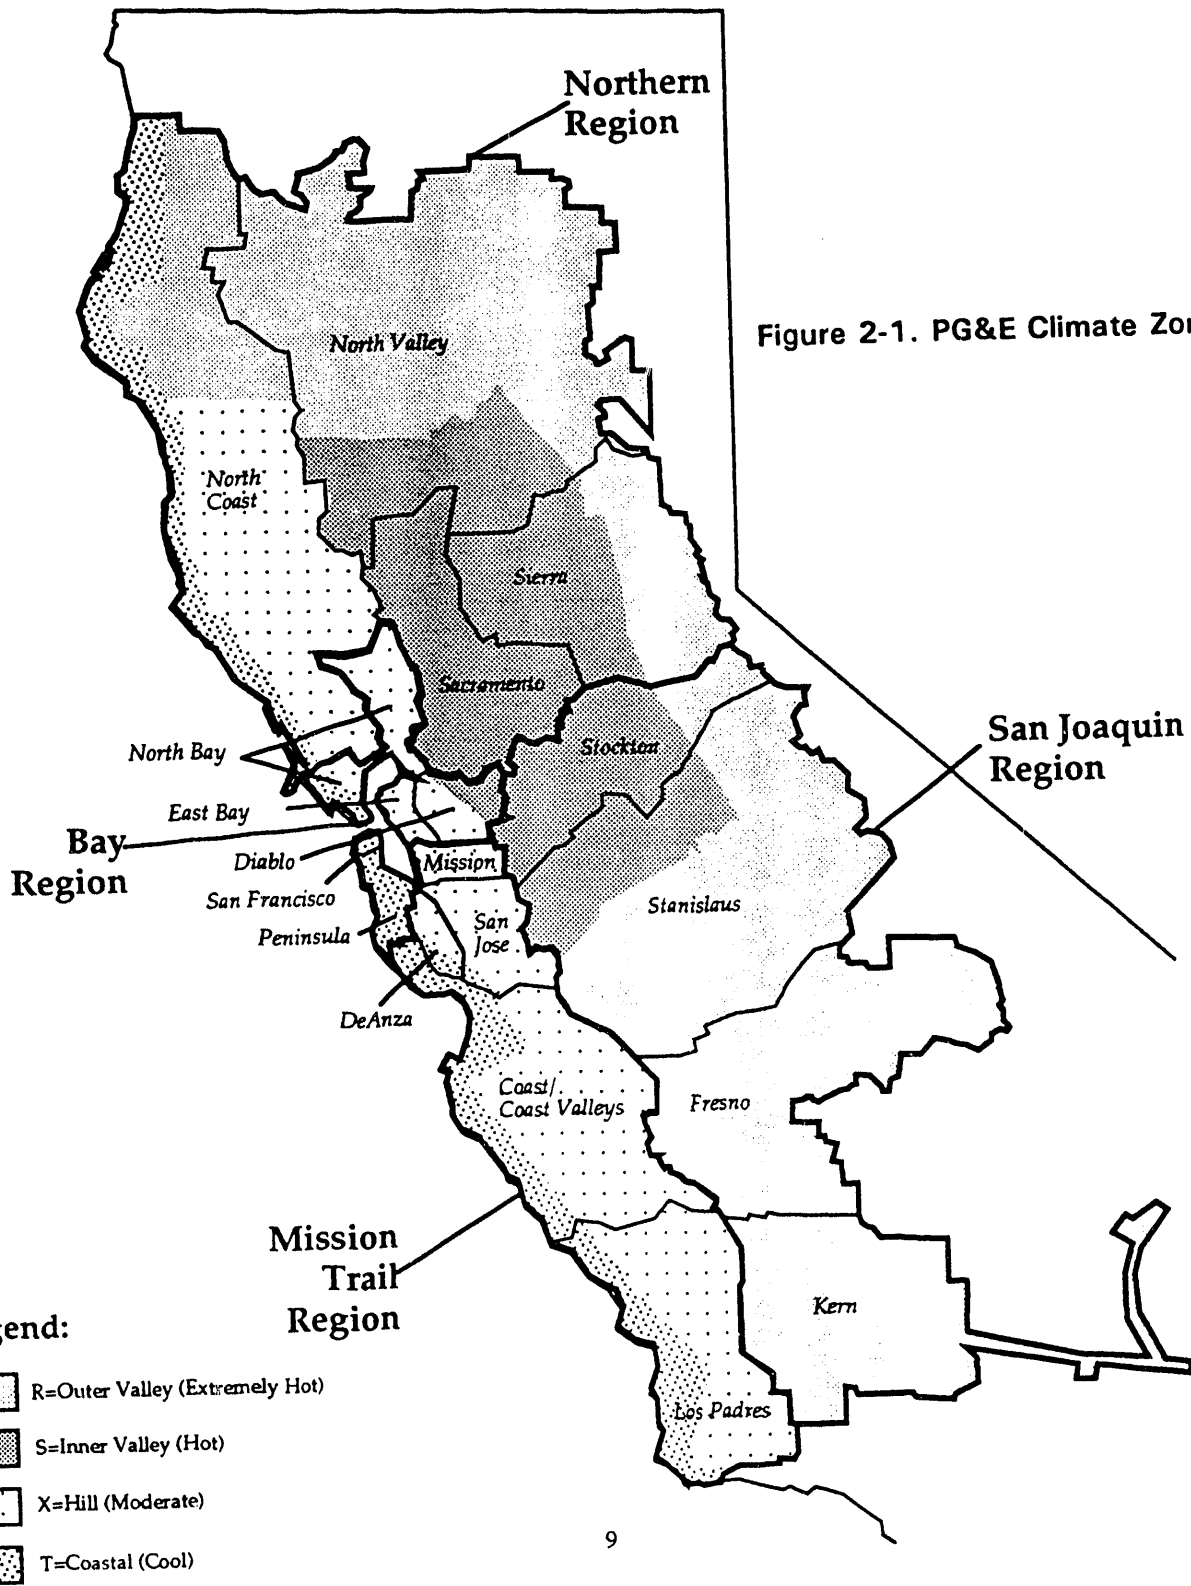 Northern
Region
Figure 2-1. PG&E Climate Zo
North Valley
North
Coast
Sierra
Sacramento
San Joaquin
Region
North Bay
Stockton
East Bay
Bay
Region
Diablo
Mission
San Francisco
Stanislaus
Peninsula
San
Jose
DeAnza
Coast/
Coast Valleys
Fresno
Mission
Trail
Region
Kern
gend:
R=Outer Valley (Extremely Hot)
Los Padres
S=Inner Valley (Hot)
X=Hill (Moderate)
T=Coastal (Cool)
9